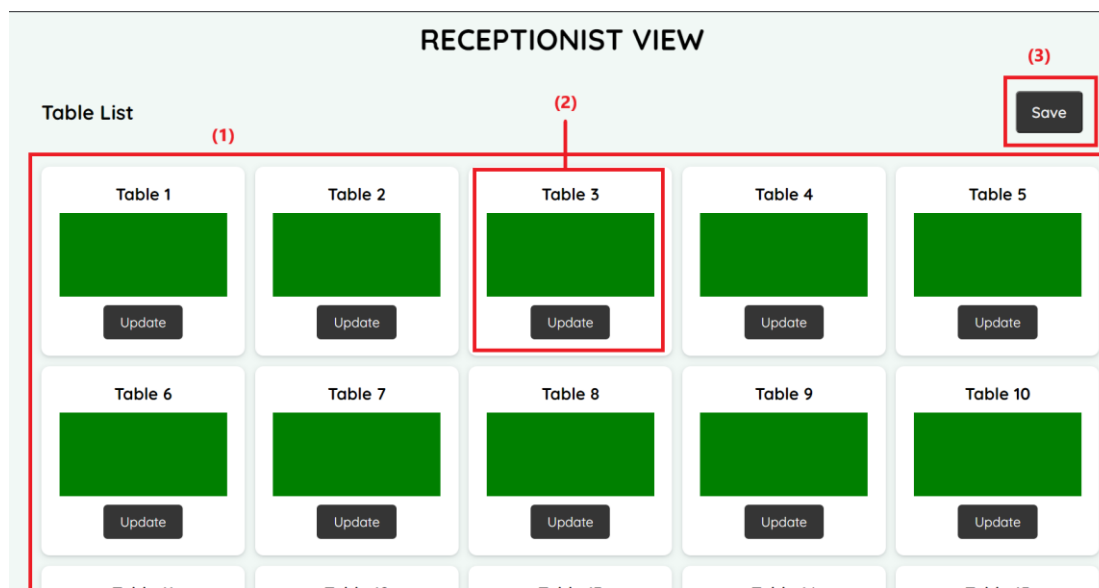 RECEPTIONIST VIEW
(3)
Table List
(2)
Save
(1)
Table 1
Table 2
Table 3
Table 4
Table 5
Update
Update
Update
Update
Update
Table 6
Table 7
Table 8
Table 9
Table 10
Update
Update
Update
Update
Update